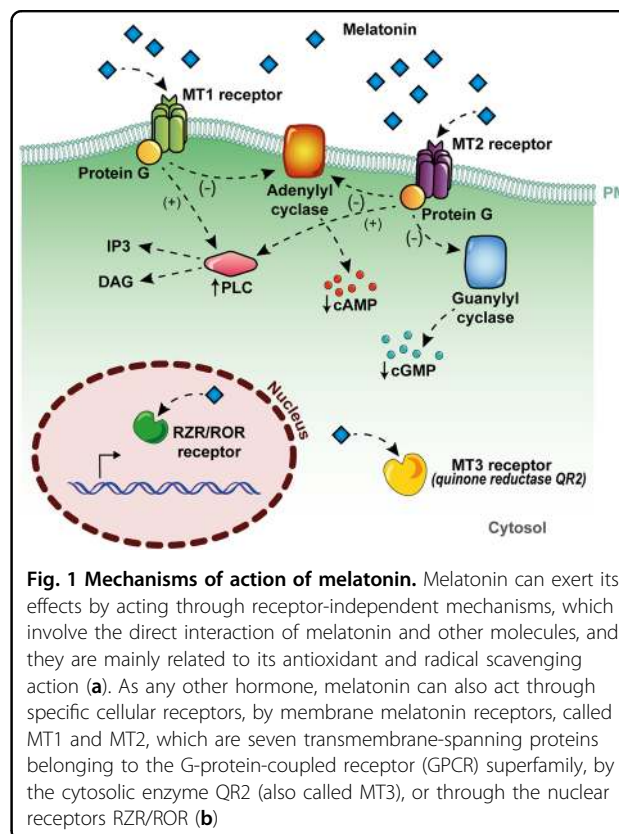 Melatonin
MT1 receptor
MT2 receptor
Protein G
(-)
Adenylyl
cyclase
(-)
Protein G
PM
(+)
(+)
(-)
IP3
DAG
↑PLC
↓cAMP
Guanylyl
cyclase
↓cGMP
Nucleus
RZR/ROR
receptor
MT3 receptor
(quinone reductase QR2)
Cytosol
Fig. 1 Mechanisms of action of melatonin. Melatonin can exert its
effects by acting through receptor-independent mechanisms, which
involve the direct interaction of melatonin and other molecules, and
they are mainly related to its antioxidant and radical scavenging
action (a). As any other hormone, melatonin can also act through
specific cellular receptors, by membrane melatonin receptors, called
MT1 and MT2, which are seven transmembrane-spanning proteins
belonging to the G-protein-coupled receptor (GPCR) superfamily, by
the cytosolic enzyme QR2 (also called MT3), or through the nuclear
receptors RZR/ROR (b)